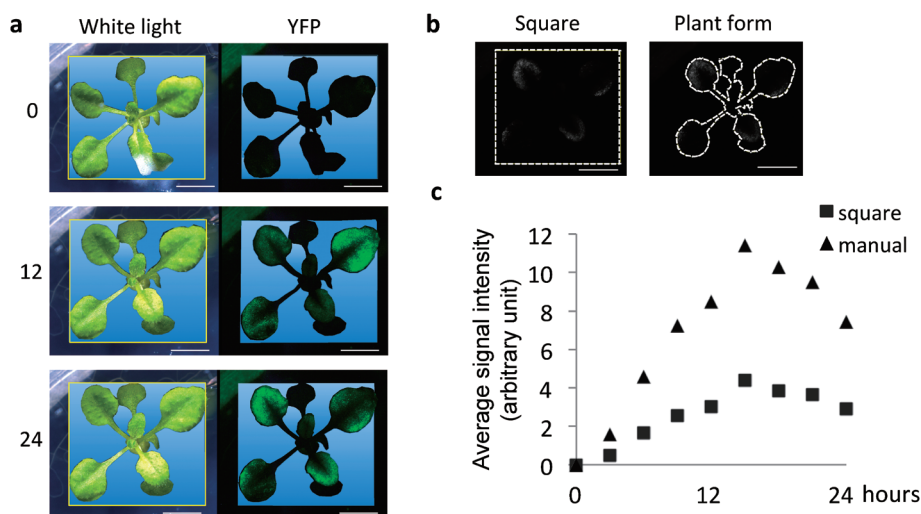 a
White light YFP
0
12
24
b
Square Plant form
c
square
manual
Average signal intensity
(arbitrary unit)
12
10
8
6
4
2
0
0 12 24 hours